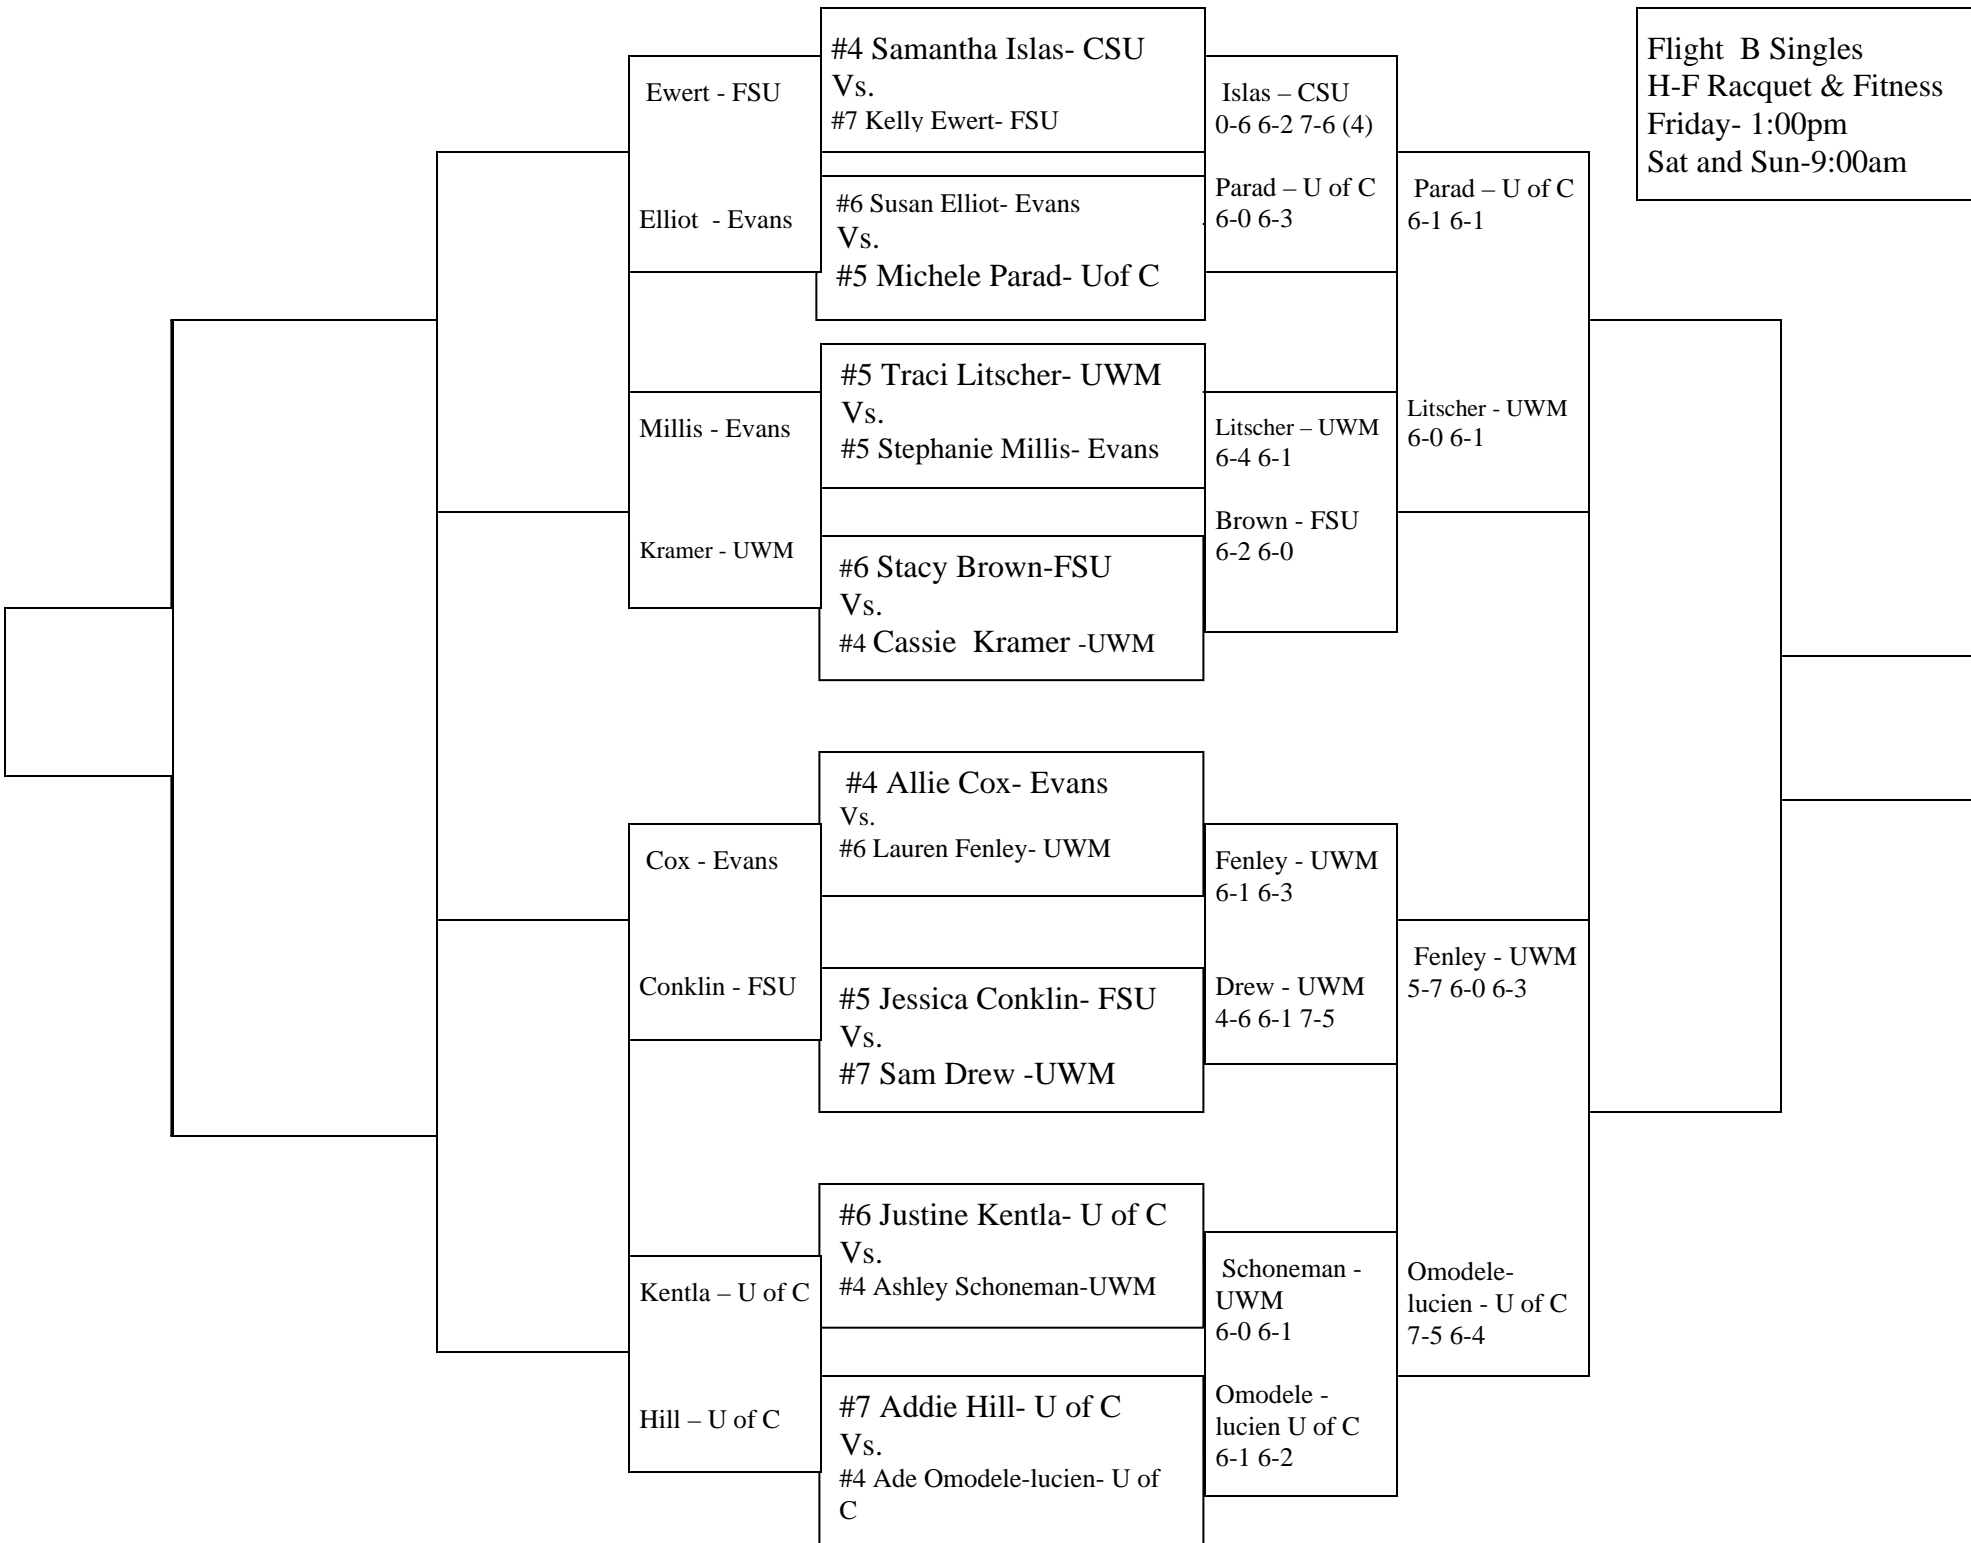 Ewert - FSU
Elliot - Evans
Millis - Evans
Kramer - UWM
Cox - Evans
Conklin - FSU
Kentla – U of C
Hill – U of C
#4 Samantha Islas- CSU
Vs.
#7 Kelly Ewert- FSU
#6 Susan Elliot- Evans
Vs.
#5 Michele Parad- Uof C
#5 Traci Litscher- UWM
Vs.
#5 Stephanie Millis- Evans
#6 Stacy Brown-FSU
Vs.
#4 Cassie Kramer -UWM
#4 Allie Cox- Evans
Vs.
#6 Lauren Fenley- UWM
#5 Jessica Conklin- FSU
Vs.
#7 Sam Drew -UWM
#6 Justine Kentla- U of C
Vs.
#4 Ashley Schoneman-UWM
#7 Addie Hill- U of C
Vs.
#4 Ade Omodele-lucien- U of
C
Islas – CSU
0-6 6-2 7-6 (4)
Parad – U of C
6-0 6-3
Litscher – UWM
6-4 6-1
Brown - FSU
6-2 6-0
Fenley - UWM
6-1 6-3
Drew - UWM
4-6 6-1 7-5
Schoneman -
UWM
6-0 6-1
Omodele -
lucien U of C
6-1 6-2
Parad – U of C
6-1 6-1
Litscher - UWM
6-0 6-1
Fenley - UWM
5-7 6-0 6-3
Omodele-
lucien - U of C
7-5 6-4
Flight B Singles
H-F Racquet & Fitness
Friday- 1:00pm
Sat and Sun-9:00am